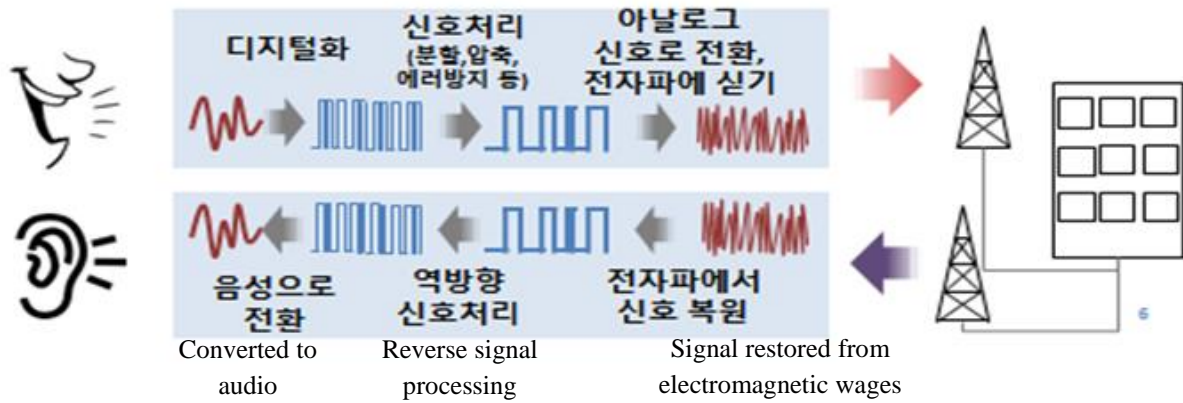 디지털화
신호처리
(분할,압축,
에러방지 등)
아날로그
신호로 전환,
전자파에 싣기
음성으로
전환
역방향
신호처리
전자파에서
신호 복원
6
Converted to
audio
Reverse signal
processing
Signal restored from
electromagnetic wages